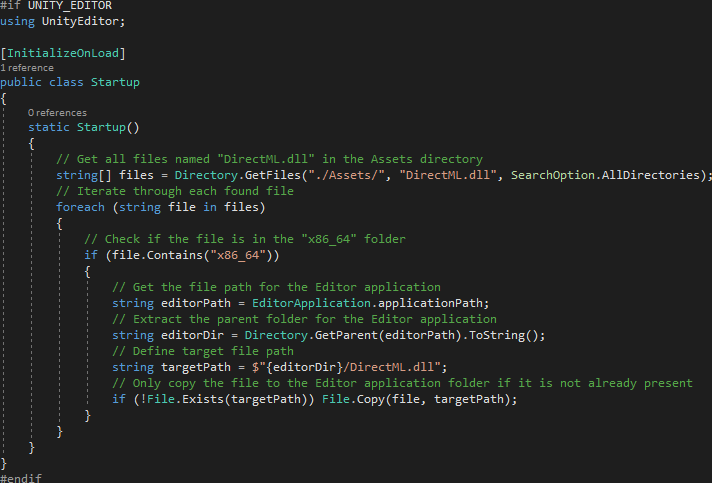 #if UNITY_EDITOR
using UnityEditor;
[InitializeOnLoad]
1 reference
public class Startup
{
0 references
static Startup()
{
// Get all files named "DirectML.dll" in the Assets directory
string[] files = Directory.GetFiles("./Assets/", "DirectML.dll", SearchOption.AllDirectories);
// Iterate through each found file
foreach (string file in files)
{
// Check if the file is in the "x86_64" folder
if (file.Contains("x86_64"))
{
// Get the file path for the Editor application
string editorPath = EditorApplication.applicationPath;
// Extract the parent folder for the Editor application
string editorDir = Directory.GetParent(editorPath).ToString();
// Define target file path
string targetPath = $"{editorDir}/DirectML.dll";
// Only copy the file to the Editor application folder if it is not already present
if (!File.Exists(targetPath)) File.Copy(file, targetPath);
}
}
}
}
#endif